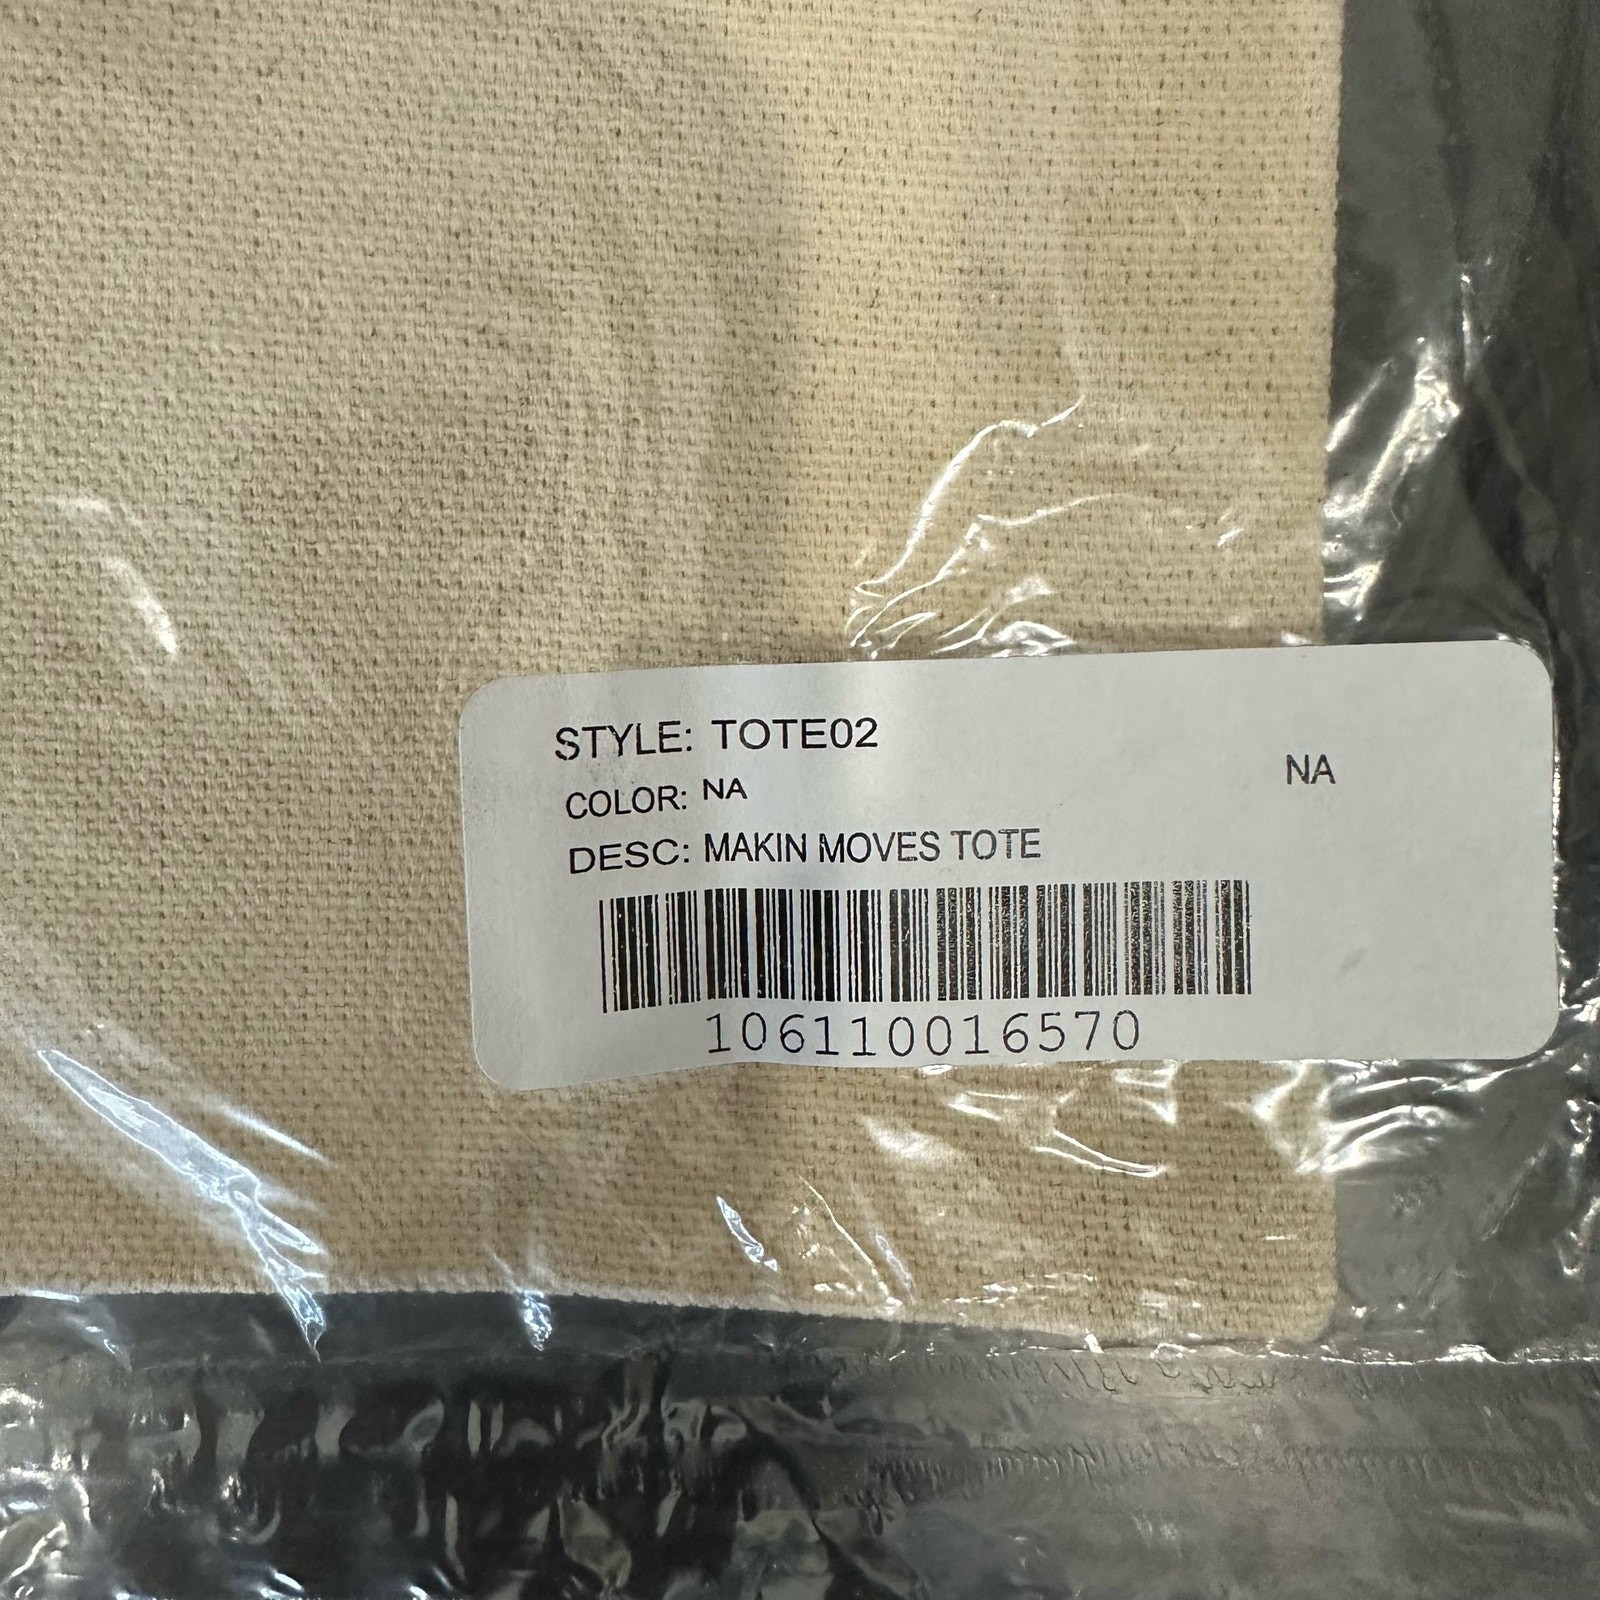 STYLE: TOTE02
NA
COLOR: NA
DESC: MAKIN MOVES TOTE
106110016570